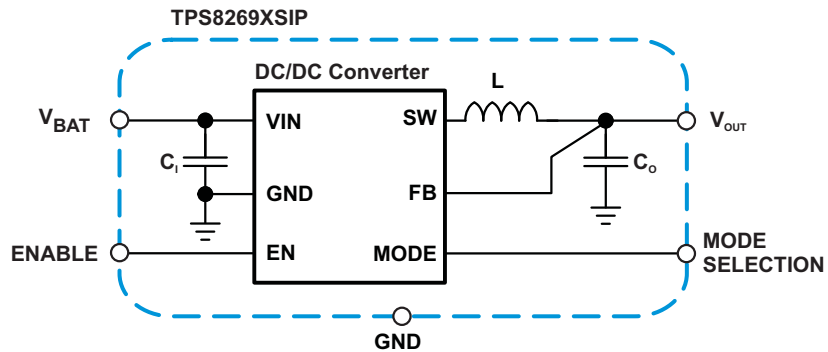 TPS8269XSIP
DC/DC Converter
L
VBAT
VIN
SW
VOUT
CI
CO
GND
FB
ENABLE
EN
MODE
MODE
SELECTION
GND